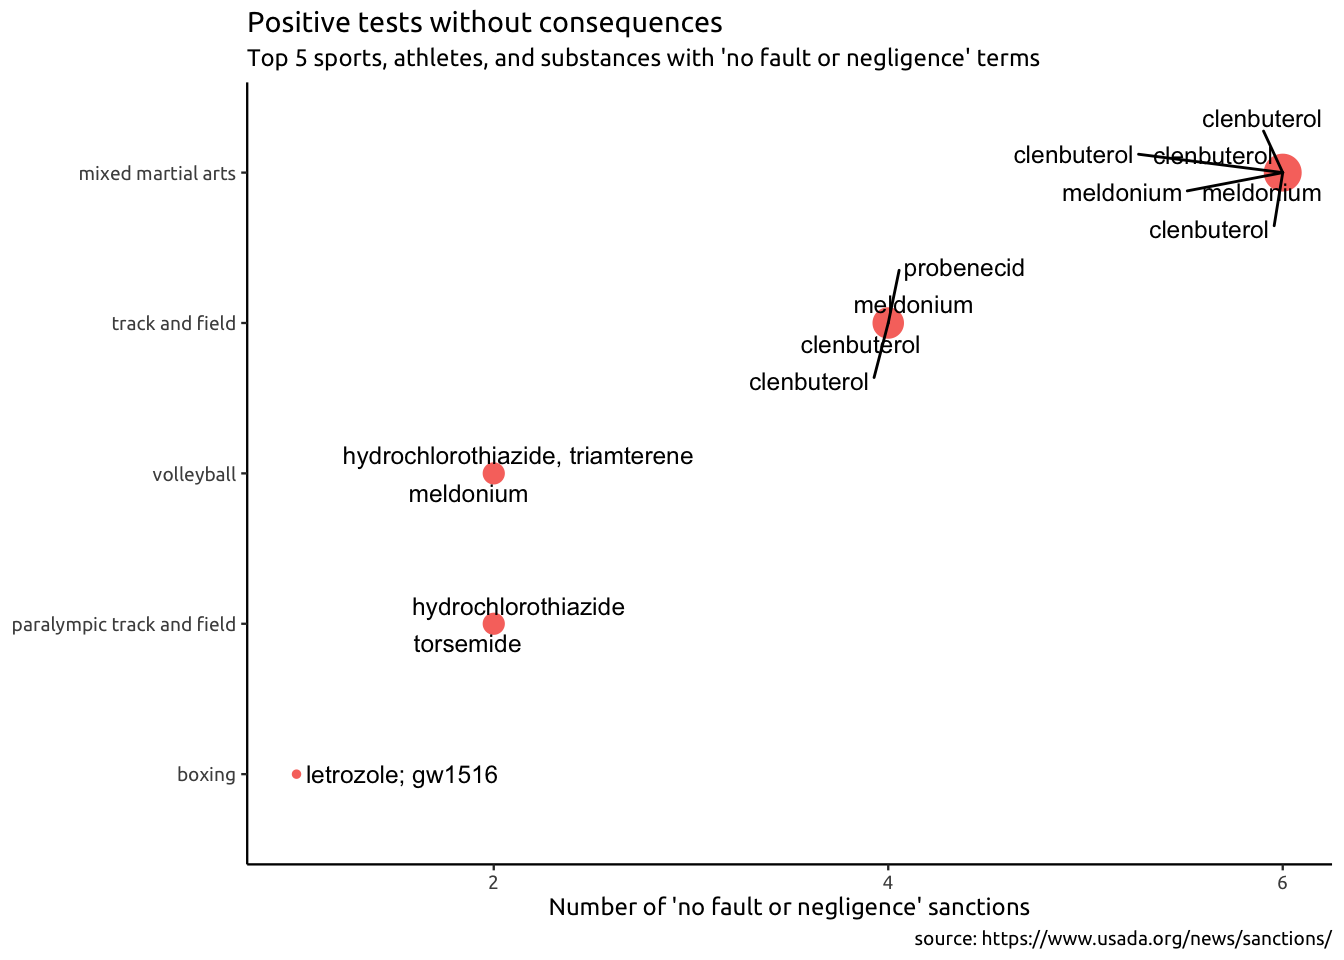 Positive tests without consequences
Top 5 sports, athletes, and substances with 'no fault or negligence' terms
clenbuterol
clenbuterol
clenbuterol
mixed martial arts
meldonium
meldonium
clenbuterol
probenecid
meldonium
track and field
clenbuterol
clenbuterol
hydrochlorothiazide, triamterene
volleyball
meldonium
hydrochlorothiazide
paralympic track and field
torsemide
boxing
letrozole; gw1516
2
4
6
Number of 'no fault or negligence' sanctions
source: https://www.usada.org/news/sanctions/